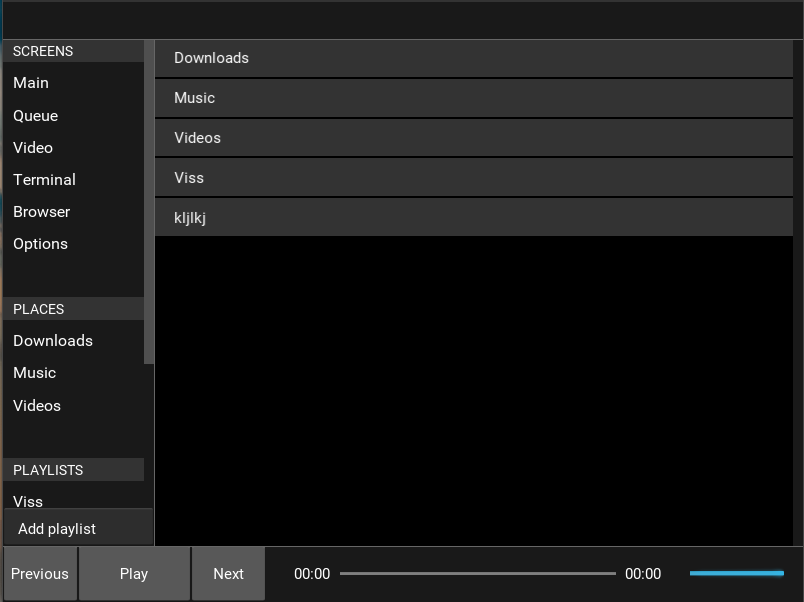 SCREENS
Main
Queue
Video
Terminal
Browser
Options
PLACES
Downloads
Music
Videos
PLAYLISTS
Viss
Add playlist
Downloads
Music
Videos
Viss
kljlkj
Previous
Play
Next
00:00
00:00